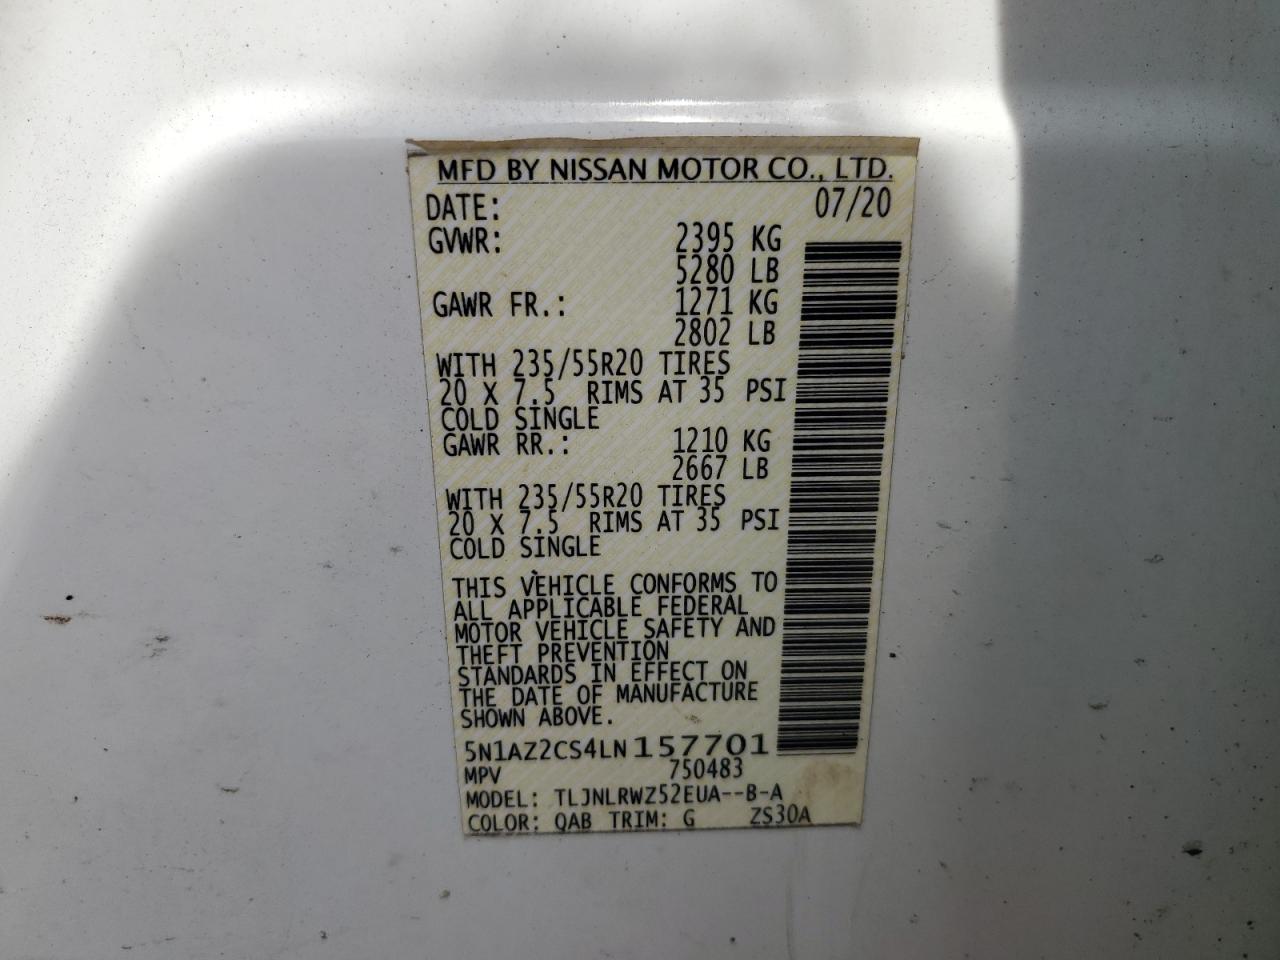 MFD BY NISSAN MOTOR CO., LTD.
DATE: 07/20
GVWR: 2395 KG
5280 LB
GAWR FR.: 1271 KG
2802 LB
WITH 235/55R20 TIRES
20 X 7.5 RIMS AT 35 PSI
COLD SINGLE
GAWR RR.: 1210 KG
2667 LB
WITH 235/55R20 TIRES
20 X 7.5 RIMS AT 35 PSI
COLD SINGLE
THIS VEHICLE CONFORMS TO
ALL APPLICABLE FEDERAL
MOTOR VEHICLE SAFETY AND
THEFT PREVENTION
STANDARDS IN EFFECT ON
THE DATE OF MANUFACTURE
SHOWN ABOVE.
5N1AZ2CS4LN157701
MPV 750483
MODEL: TLJNLRWZ52EUA--B-A
COLOR: QAB TRIM: G ZS30A